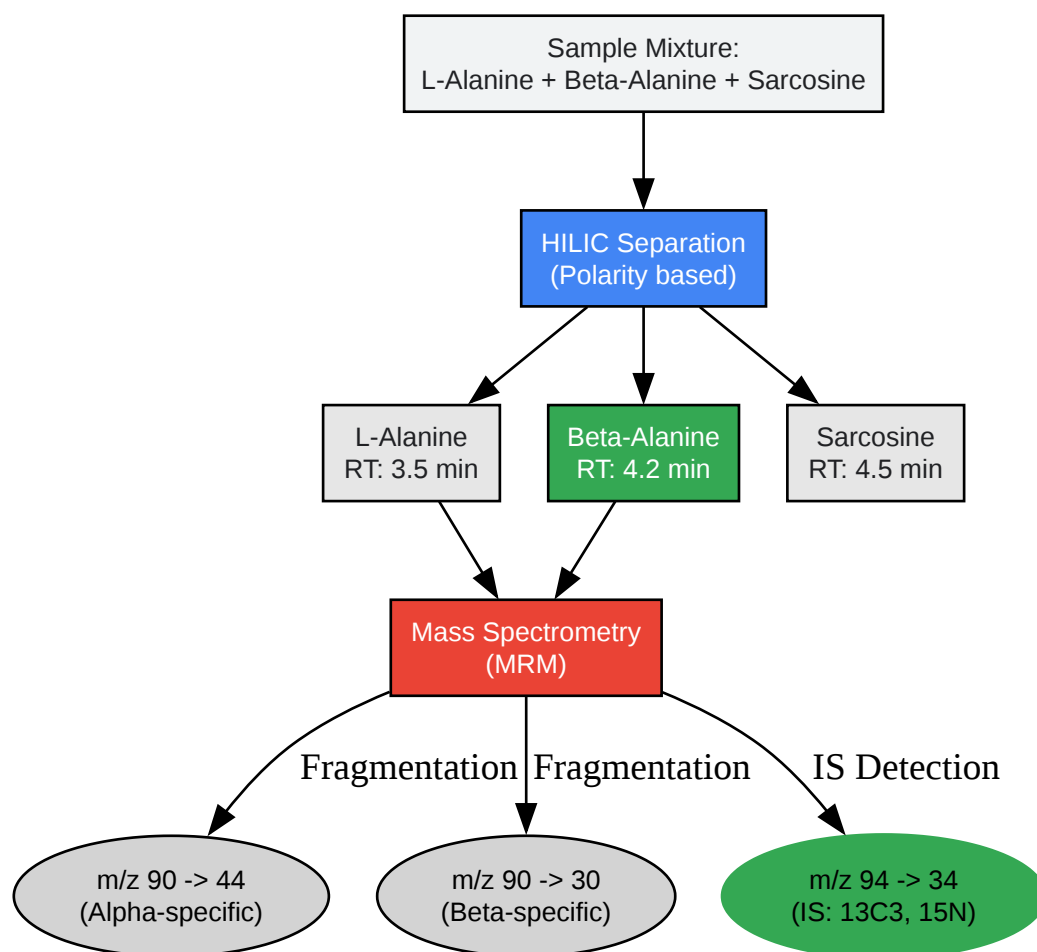 Sample Mixture:
L-Alanine + Beta-Alanine + Sarcosine
HILIC Separation
(Polarity based)
L-Alanine
RT: 3.5 min
Beta-Alanine
RT: 4.2 min
Sarcosine
RT: 4.5 min
Mass Spectrometry
(MRM)
Fragmentation
Fragmentation
IS Detection
m/z 90 -> 44
(Alpha-specific)
m/z 90 -> 30
(Beta-specific)
m/z 94 -> 34
(IS: 13C3, 15N)